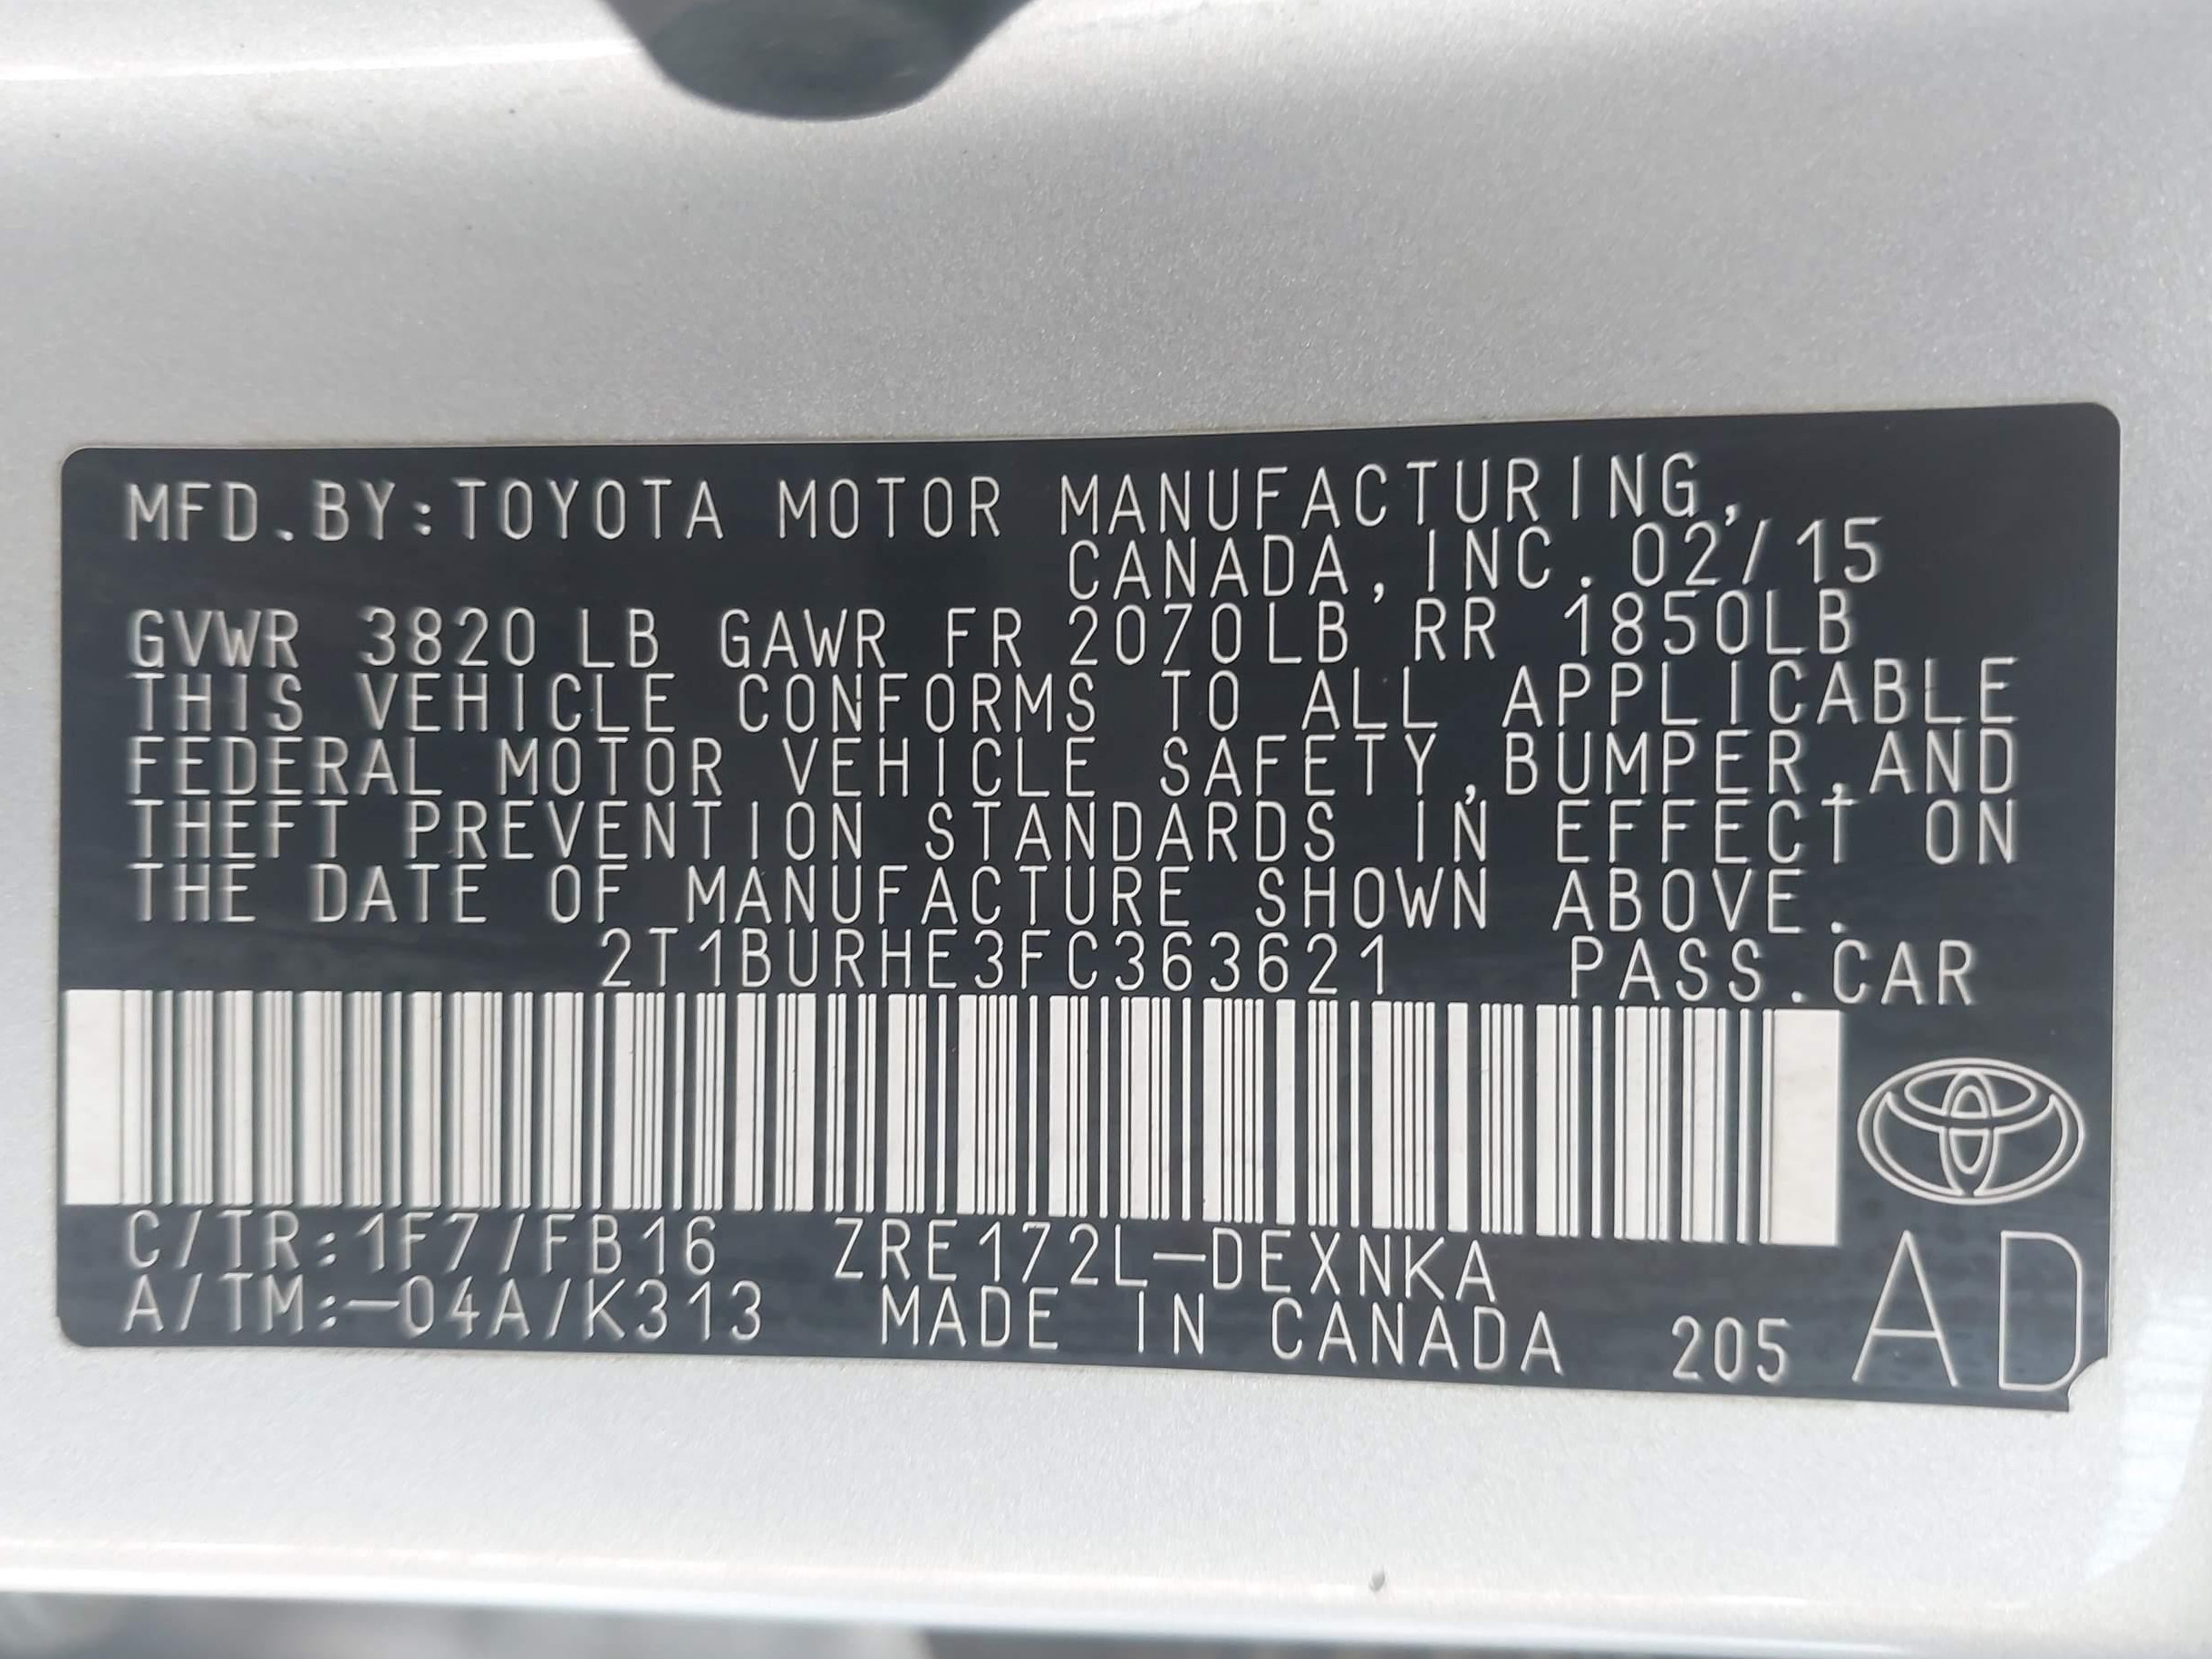 MFD.BY:TOYOTA MOTOR MANUFACTURING,
CANADA,INC.02/15
GVWR 3820 LB GAWR FR 2070LB RR 1850LB
THIS VEHICLE CONFORMS TO ALL APPLICABLE
FEDERAL MOTOR VEHICLE SAFETY,BUMPER,AND
THEFT PREVENTION STANDARDS IN EFFECT ON
THE DATE OF MANUFACTURE SHOWN ABOVE.
2T1BURHE3FC363621 PASS.CAR
C/TR:1F7/FB16 ZRE172L-DEXNKA
A/TM:-04A/K313 MADE IN CANADA 205 AD